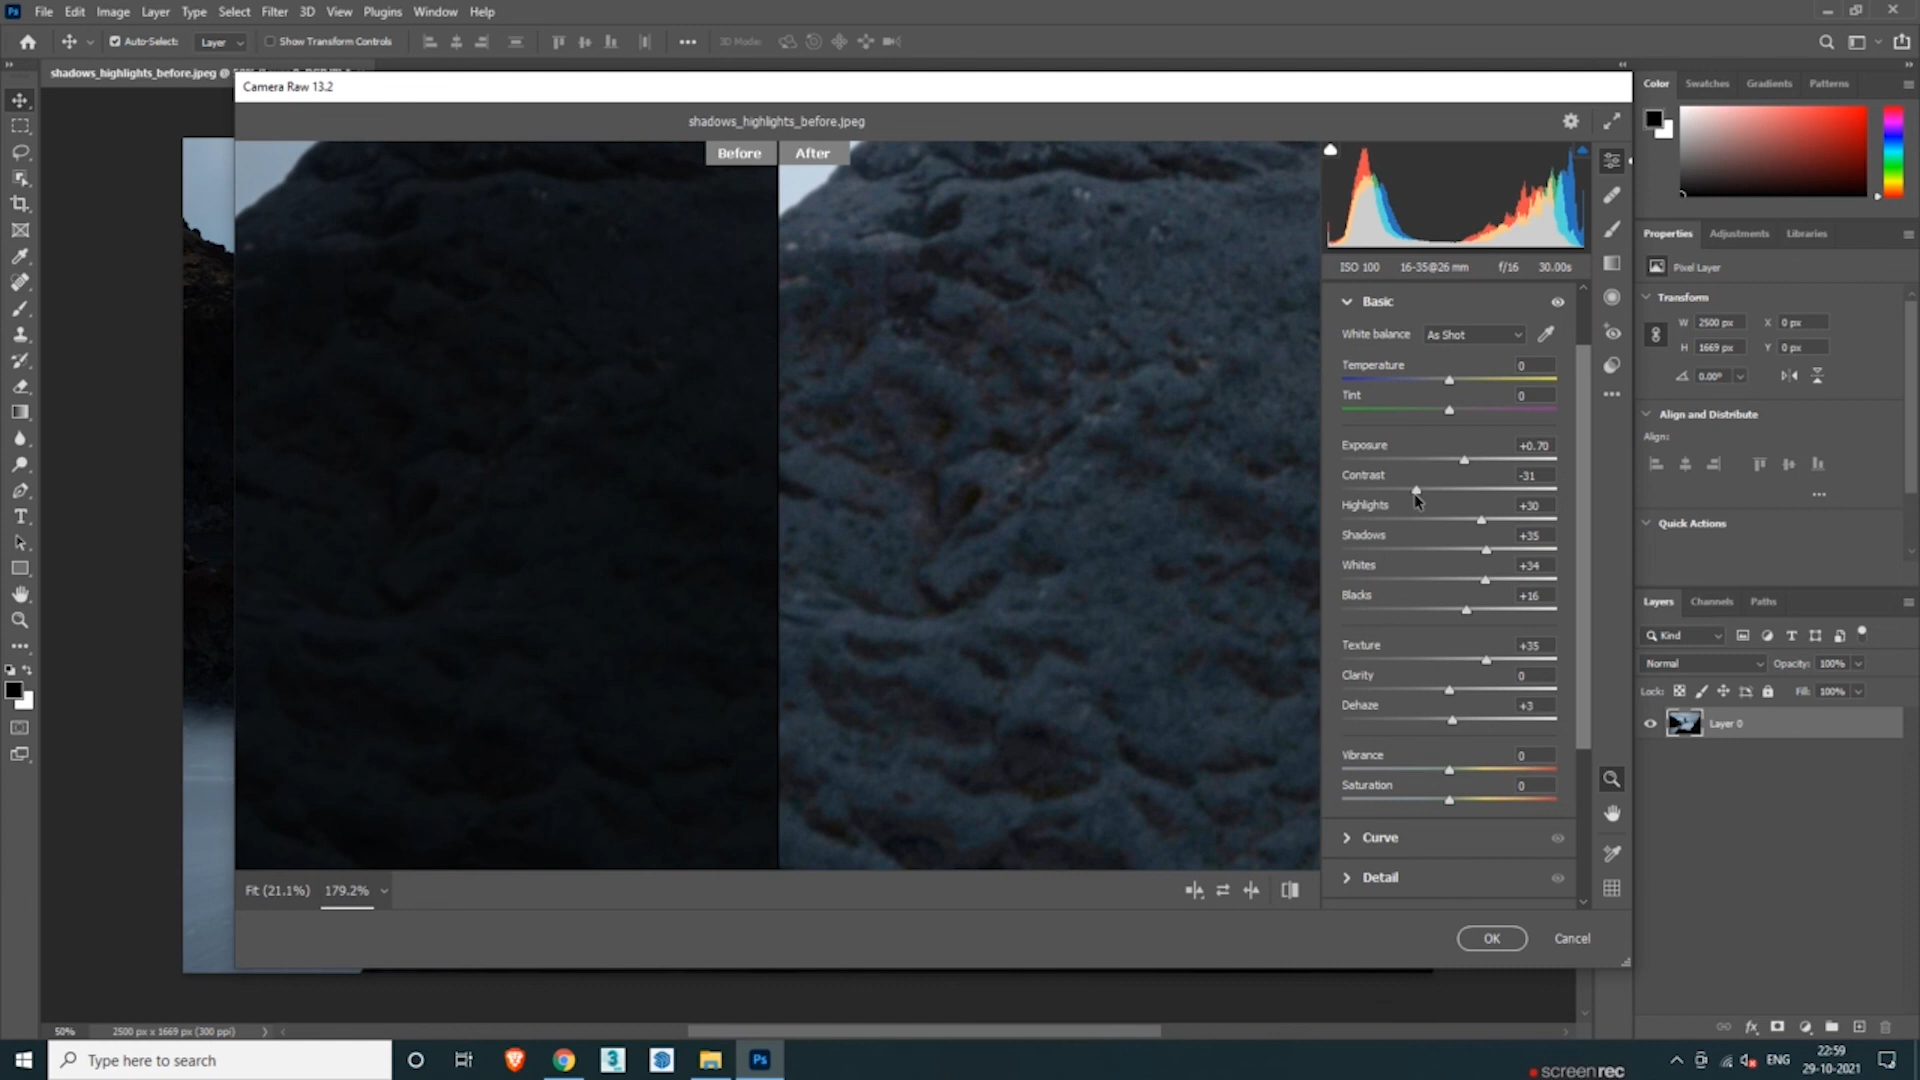 Ps File Edit Image Layer Type Select Filter 3D View Plugins Window Help
Auto-Select: Layer Show Transform Controls 3D Mode:
shadows_highlights_before.jpeg @
Camera Raw 13.2
shadows_highlights_before.jpeg
Before After
ISO 100 16-35@26 mm f/16 30.00s
Basic
White balance As Shot
Temperature 0
Tint 0
Exposure +0.70
Contrast -31
Highlights +30
Shadows +35
Whites +34
Blacks +16
Texture +35
Clarity 0
Dehaze +3
Vibrance 0
Saturation 0
Curve
Detail
Fit (21.1%) 179.2%
OK Cancel
Color Swatches Gradients Patterns
Properties Adjustments Libraries
Pixel Layer
Transform
W 2500 px X 0 px
H 1669 px Y 0 px
0.00°
Align and Distribute
Align:
Quick Actions
Layers Channels Paths
Kind
Normal Opacity: 100%
Lock: Fill: 100%
Layer 0
50% 2500 px x 1669 px (300 ppi)
Type here to search
Ps
ENG
22:59
29-10-2021
screenrec